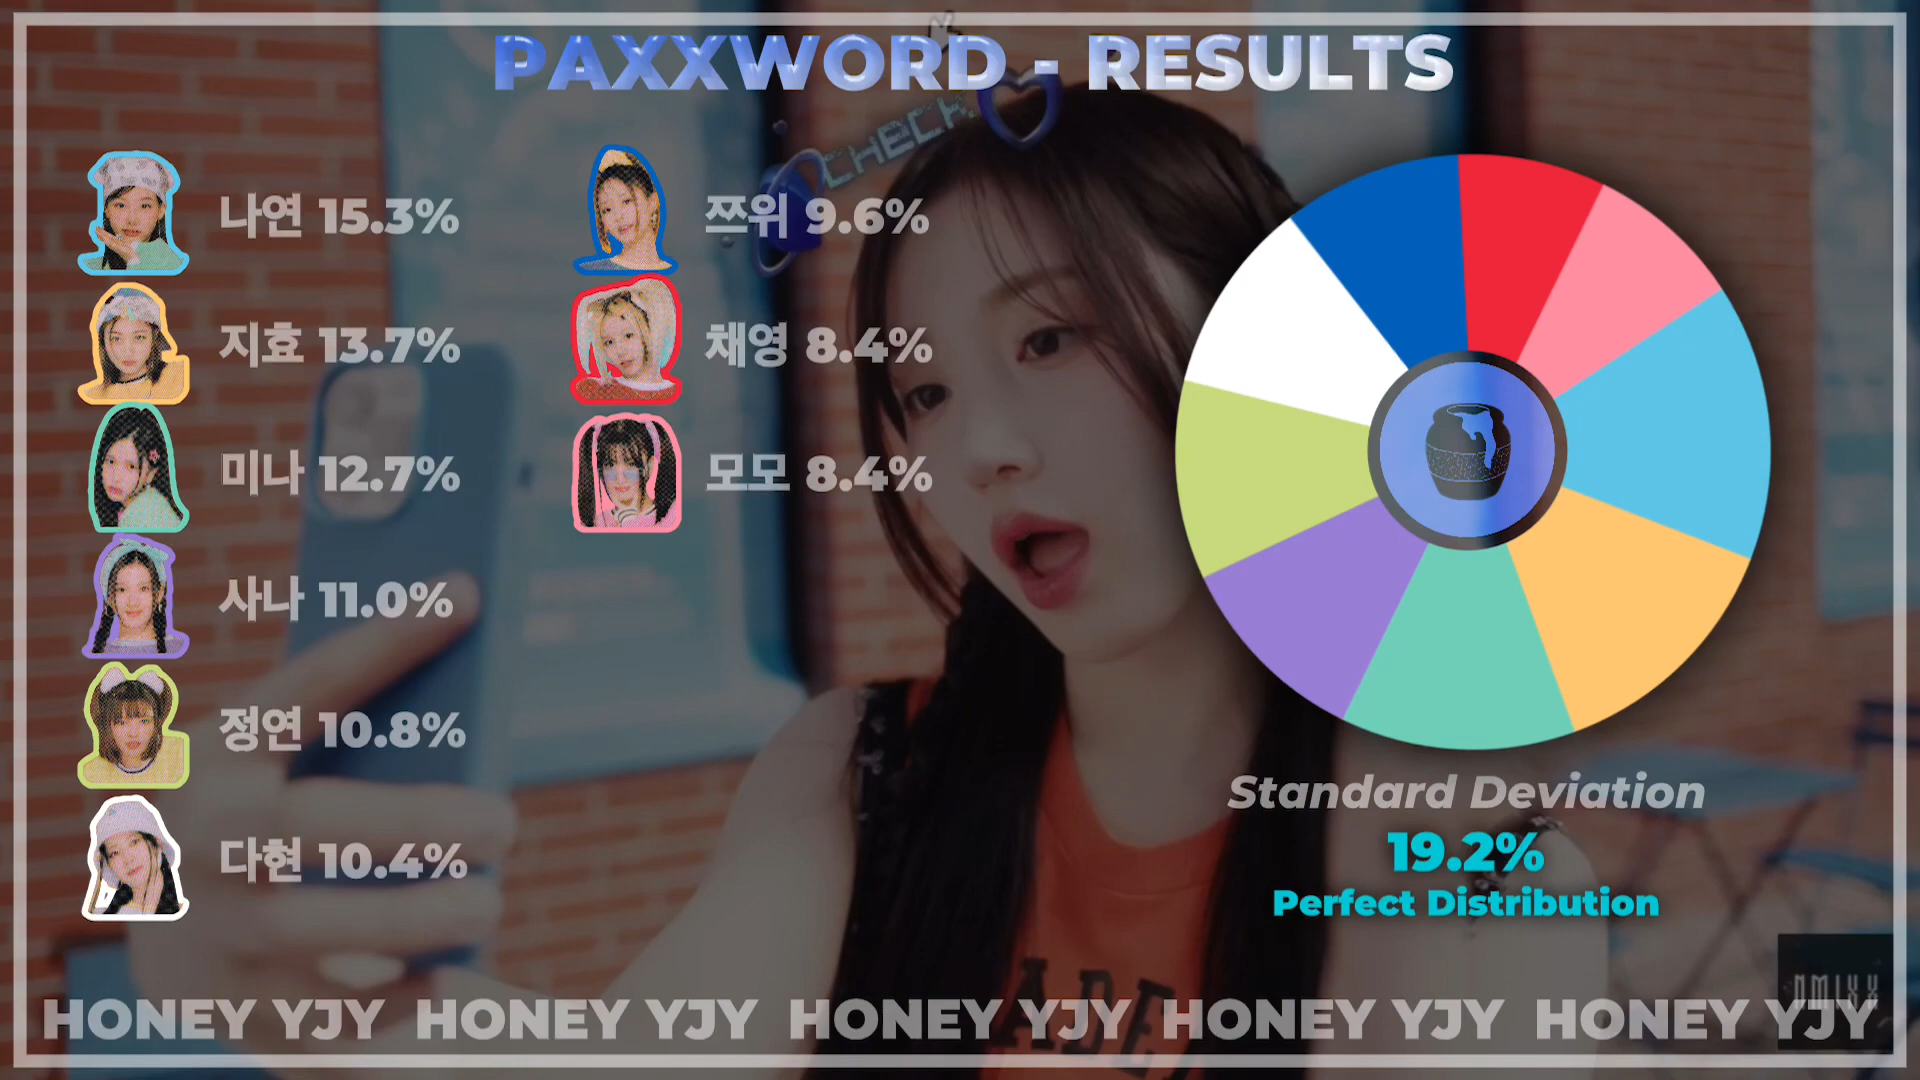 PAXXWORD - RESULTS
CHECK
나연 15.3%
지효 13.7%
미나 12.7%
사나 11.0%
정연 10.8%
다현 10.4%
쯔위 9.6%
채영 8.4%
모모 8.4%
Standard Deviation
19.2%
Perfect Distribution
NMIXX
HONEY YJY HONEY YJY HONEY YJY HONEY YJY HONEY YJY